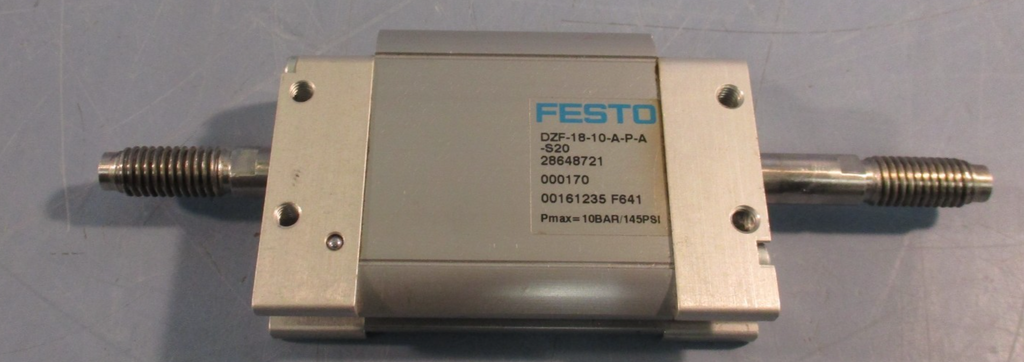 FESTO
DZF-18-10-A-P-A
-S20
28648721
000170
00161235 F641
Pmax=10BAR/145PSI